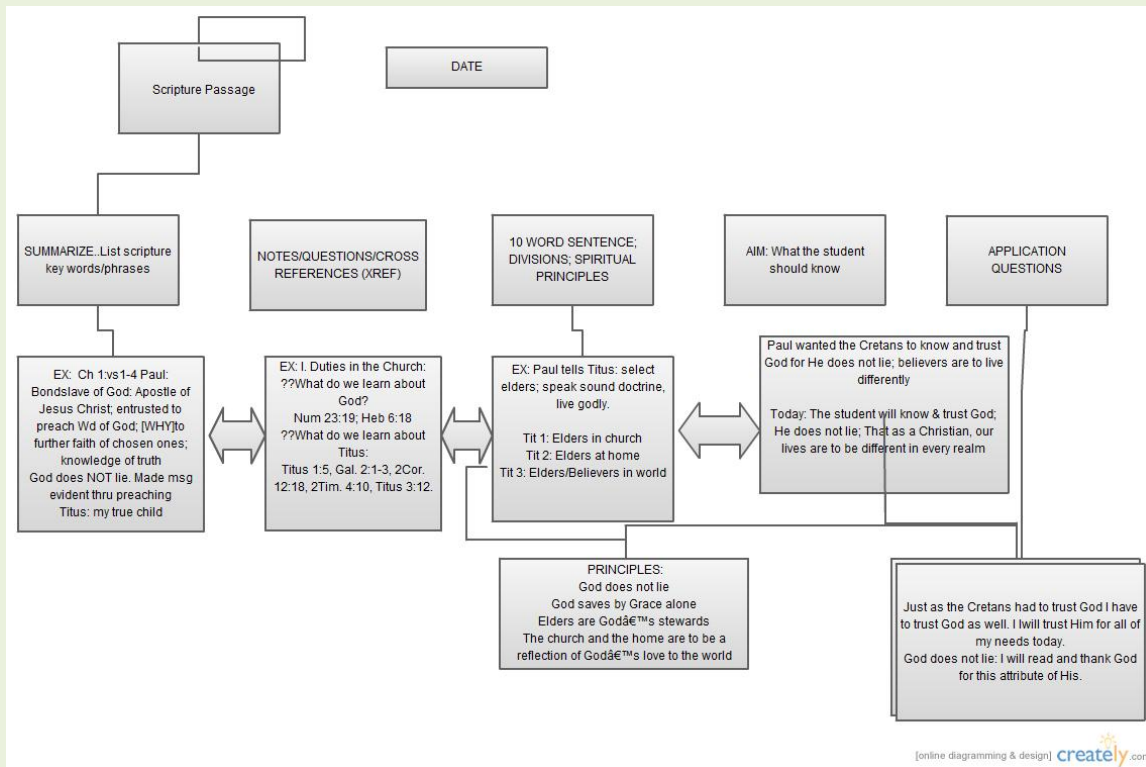 Scripture Passage
DATE
SUMMARIZE..List scripture
key words/phrases
NOTES/QUESTIONS/CROSS
REFERENCES (XREF)
10 WORD SENTENCE;
DIVISIONS; SPIRITUAL
PRINCIPLES
AIM: What the student
should know
APPLICATION
QUESTIONS
EX: Ch 1:vs1-4 Paul:
Bondslave of God: Apostle of
Jesus Christ; entrusted to
preach Wd of God; [WHY]to
further faith of chosen ones;
knowledge of truth
God does NOT lie. Made msg
evident thru preaching
Titus: my true child
EX: I. Duties in the Church:
??What do we learn about
God?
Num 23:19; Heb 6:18
??What do we learn about
Titus:
Titus 1:5, Gal. 2:1-3, 2Cor.
12:18, 2Tim. 4:10, Titus 3:12.
EX: Paul tells Titus: select
elders; speak sound doctrine,
live godly.
Tit 1: Elders in church
Tit 2: Elders at home
Tit 3: Elders/Believers in world
Paul wanted the Cretans to know and trust
God for He does not lie; believers are to live
differently
Today: The student will know & trust God;
He does not lie; That as a Christian, our
lives are to be different in every realm
PRINCIPLES:
God does not lie
God saves by Grace alone
Elders are Godâ€™s stewards
The church and the home are to be a
reflection of Godâ€™s love to the world
Just as the Cretans had to trust God I have
to trust God as well. I Iwill trust Him for all of
my needs today.
God does not lie: I will read and thank God
for this attribute of His.
[online diagramming & design] creately.com